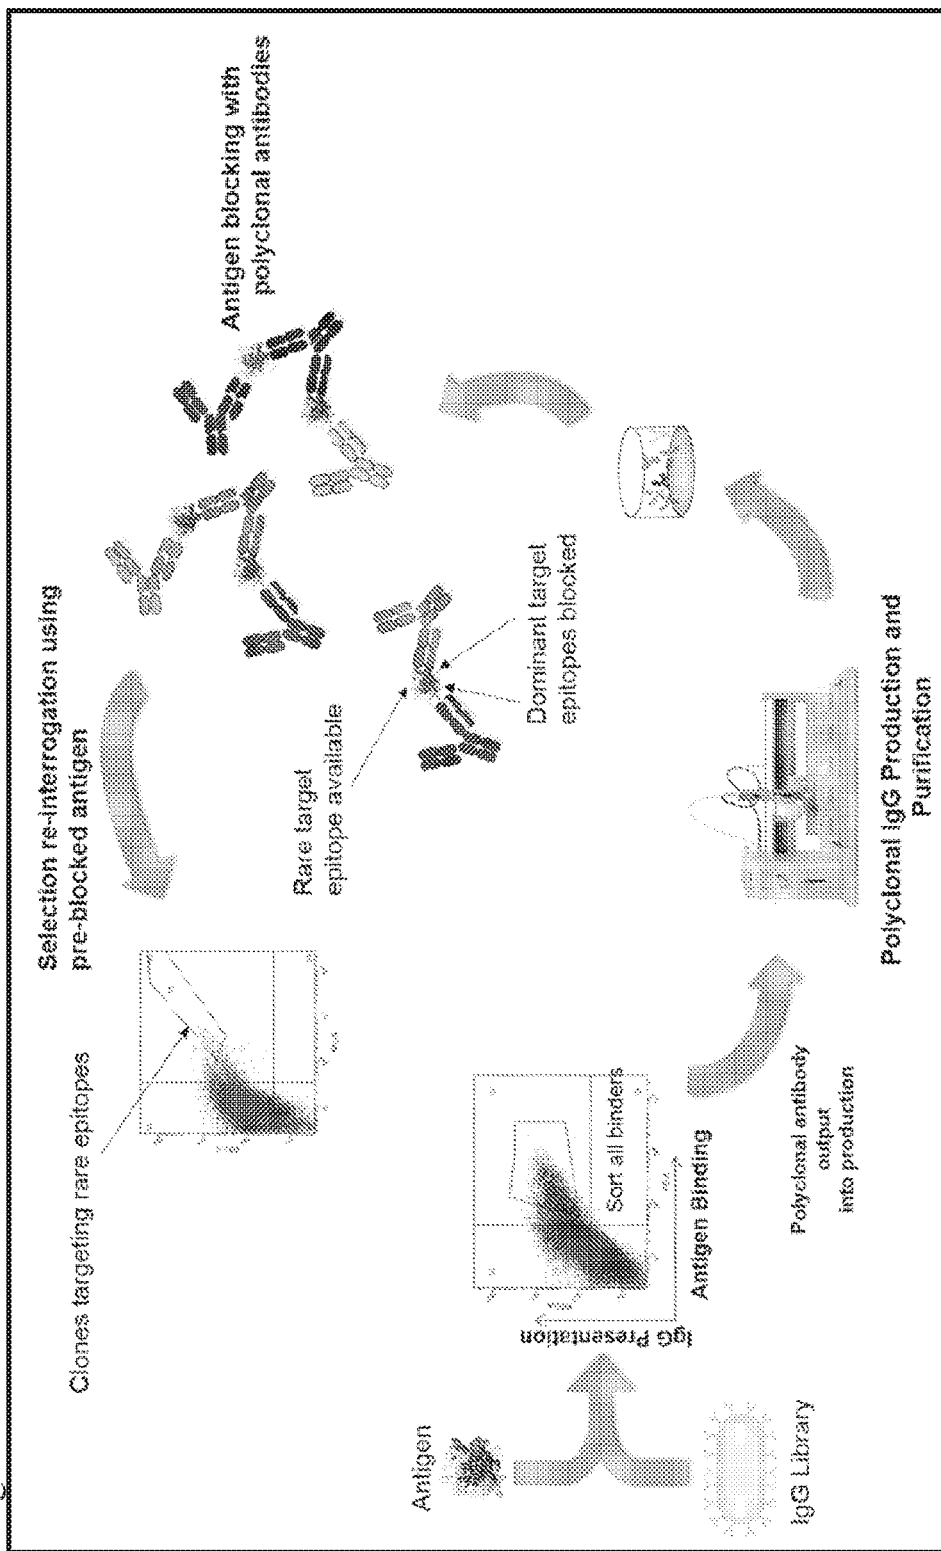 Antigen
IgG Library
IgG Presentation
Antigen Binding
Sort all binders
Polyclonal antibody
output
into production
Polyclonal IgG Production and
Purification
Antigen blocking with
polyclonal antibodies
Rare target
epitope available
Dominant target
epitopes blocked
Selection re-interrogation using
pre-blocked antigen
Clones targeting rare epitopes